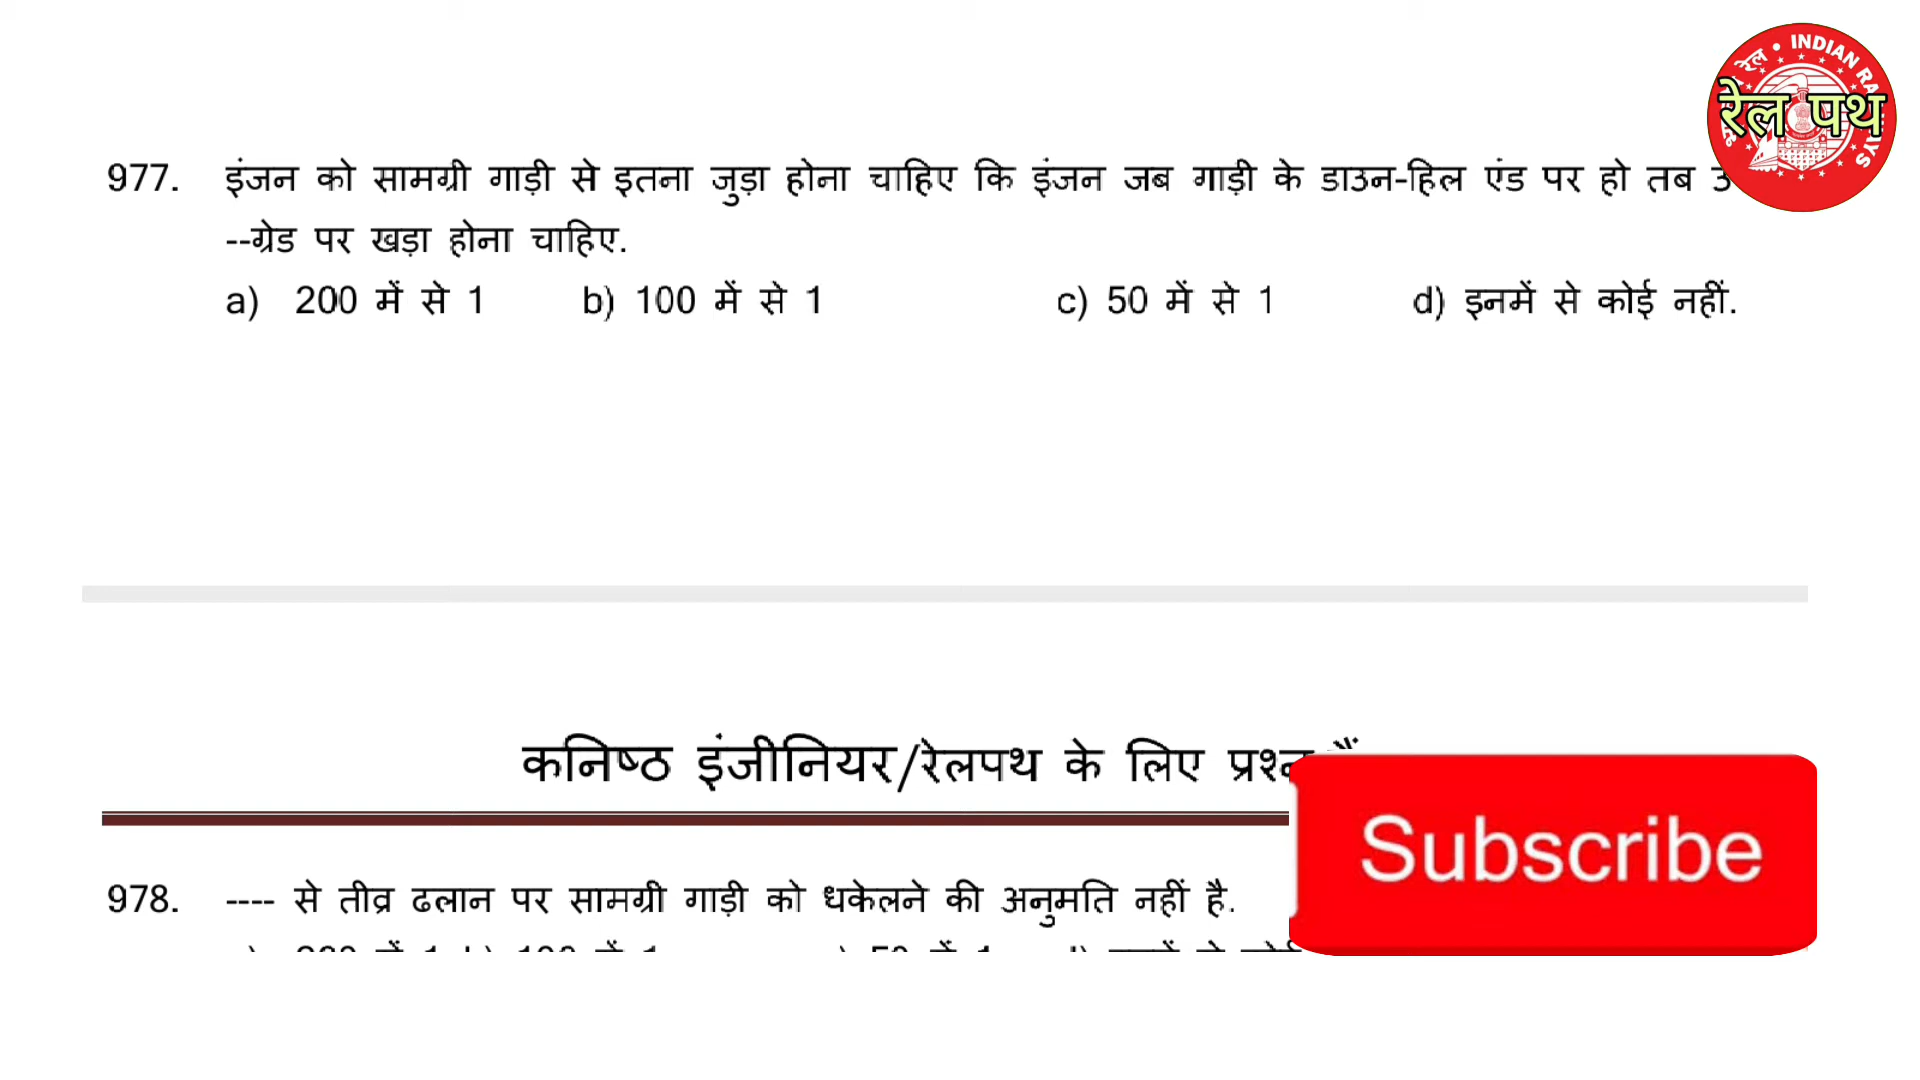 INDIAN RA
रेल पथ
977. इंजन को सामग्री गाड़ी से इतना जुड़ा होना चाहिए कि इंजन जब गाड़ी के डाउन-हिल एंड पर हो तब
--ग्रेड पर खड़ा होना चाहिए.
a) 200 में से 1 b) 100 में से 1 c) 50 में से 1 d) इनमें से कोई नहीं.
कनिष्ठ इंजीनियर/रेलपथ के लिए
Subscribe
978. ---- से तीव्र ढलान पर सामग्री गाड़ी को धकेलने की अनुमति नहीं है.